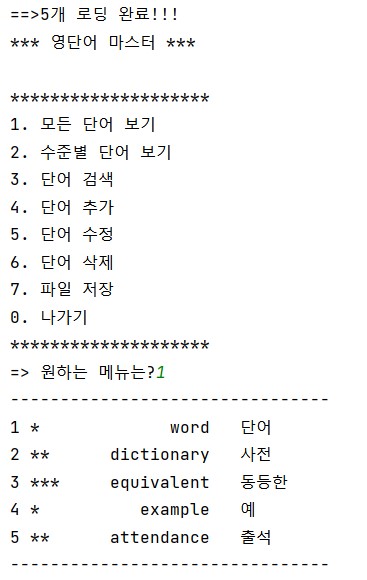 ==>5개 로딩 완료!!!
*** 영단어 마스터 ***
********************
1. 모든 단어 보기
2. 수준별 단어 보기
3. 단어 검색
4. 단어 추가
5. 단어 수정
6. 단어 삭제
7. 파일 저장
0. 나가기
********************
=> 원하는 메뉴는?1
--------------------------------
1 * word 단어
2 ** dictionary 사전
3 *** equivalent 동등한
4 * example 예
5 ** attendance 출석
--------------------------------